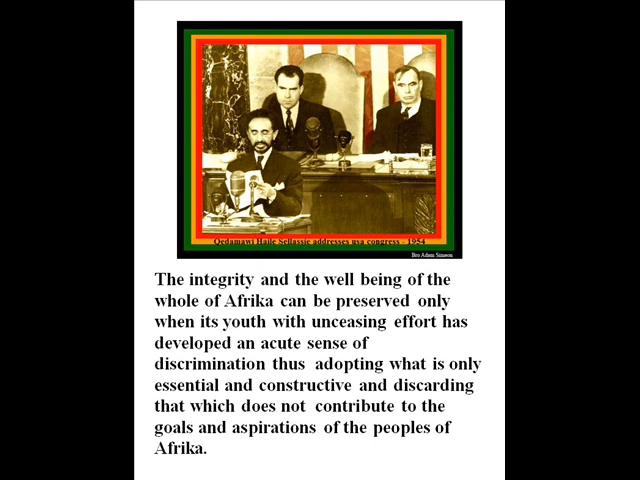 Qedamawi Haile Sellassie addresses usa congress - 1954
Bro Adam Simeon
The integrity and the well being of the
whole of Afrika can be preserved only
when its youth with unceasing effort has
developed an acute sense of
discrimination thus adopting what is only
essential and constructive and discarding
that which does not contribute to the
goals and aspirations of the peoples of
Afrika.